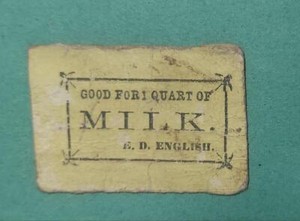 GOOD FOR 1 QUART OF
MILK.
E. D. ENGLISH.